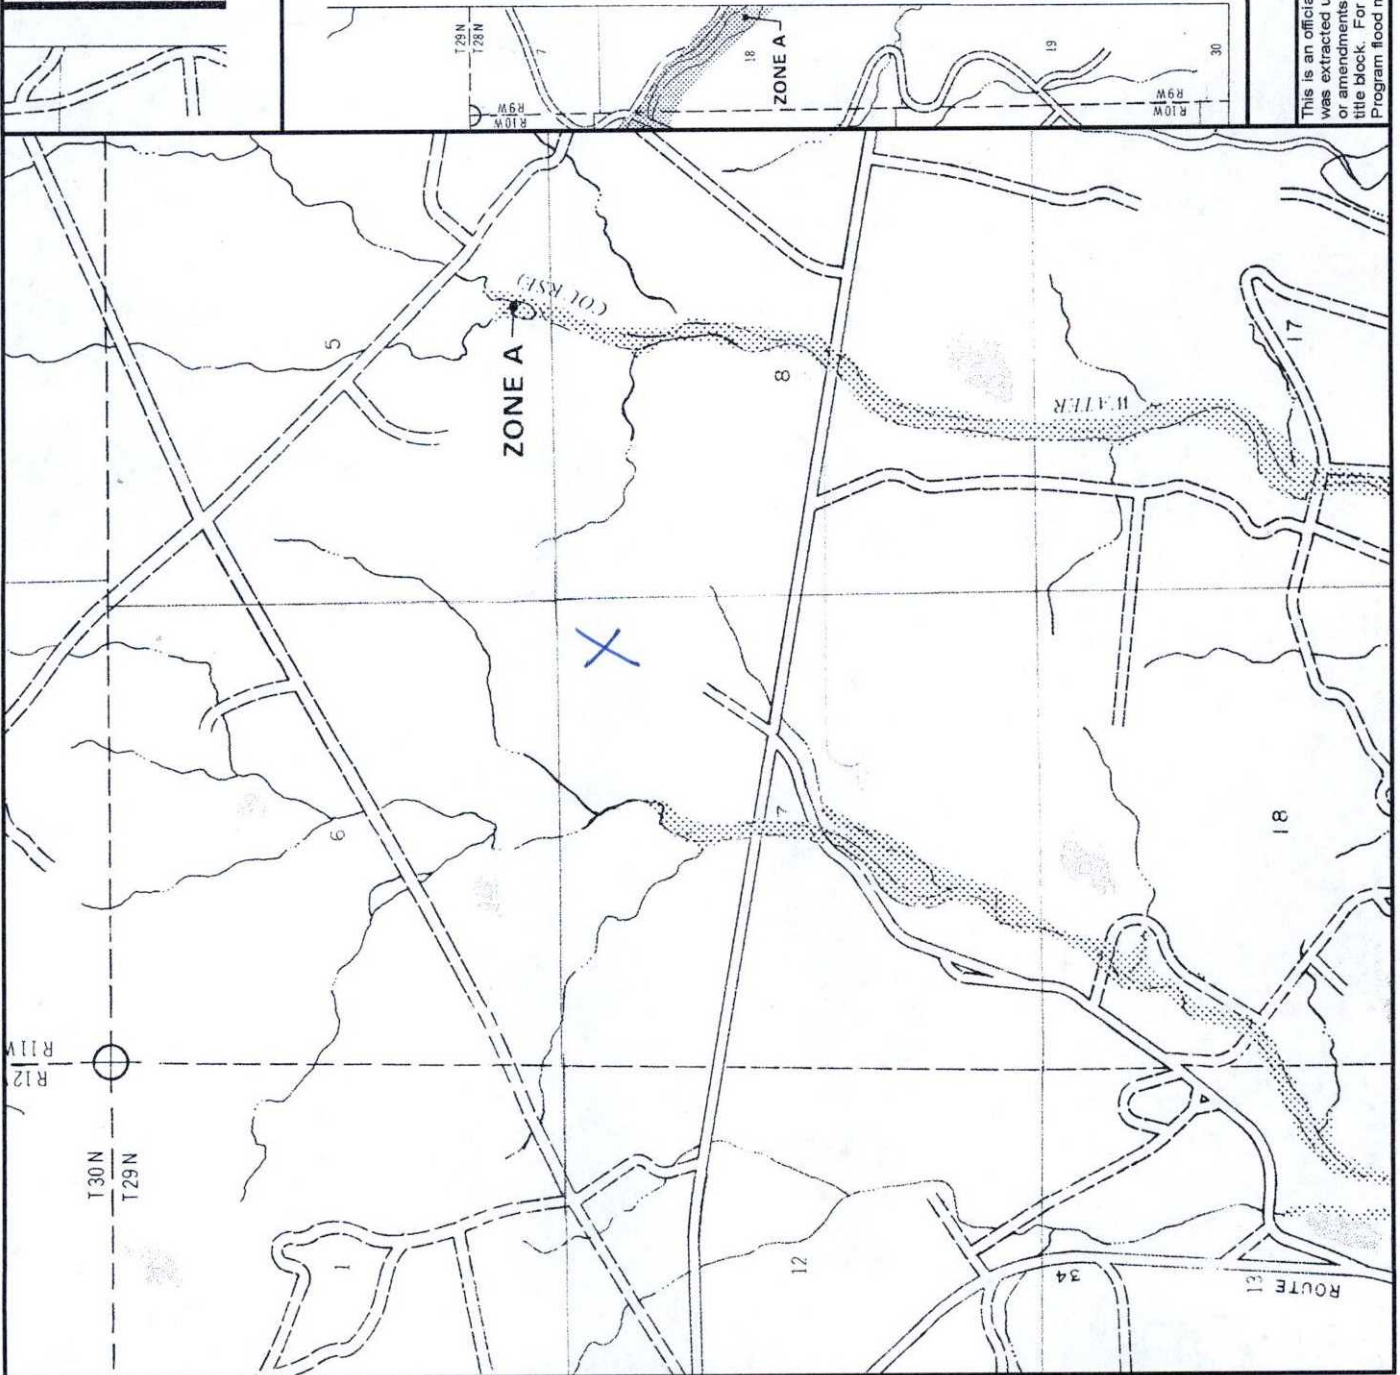 T29N
T28N
7
18
ZONE A
19
30
R9W
R10W
R9W
R10W
This is an officia
was extracted u
or amendments
title block. For
Program flood m
5
COURSE)
ZONE A
8
WATER
17
6
7
18
R11W
R12
T30N
T29N
1
12
34
13
ROUTE